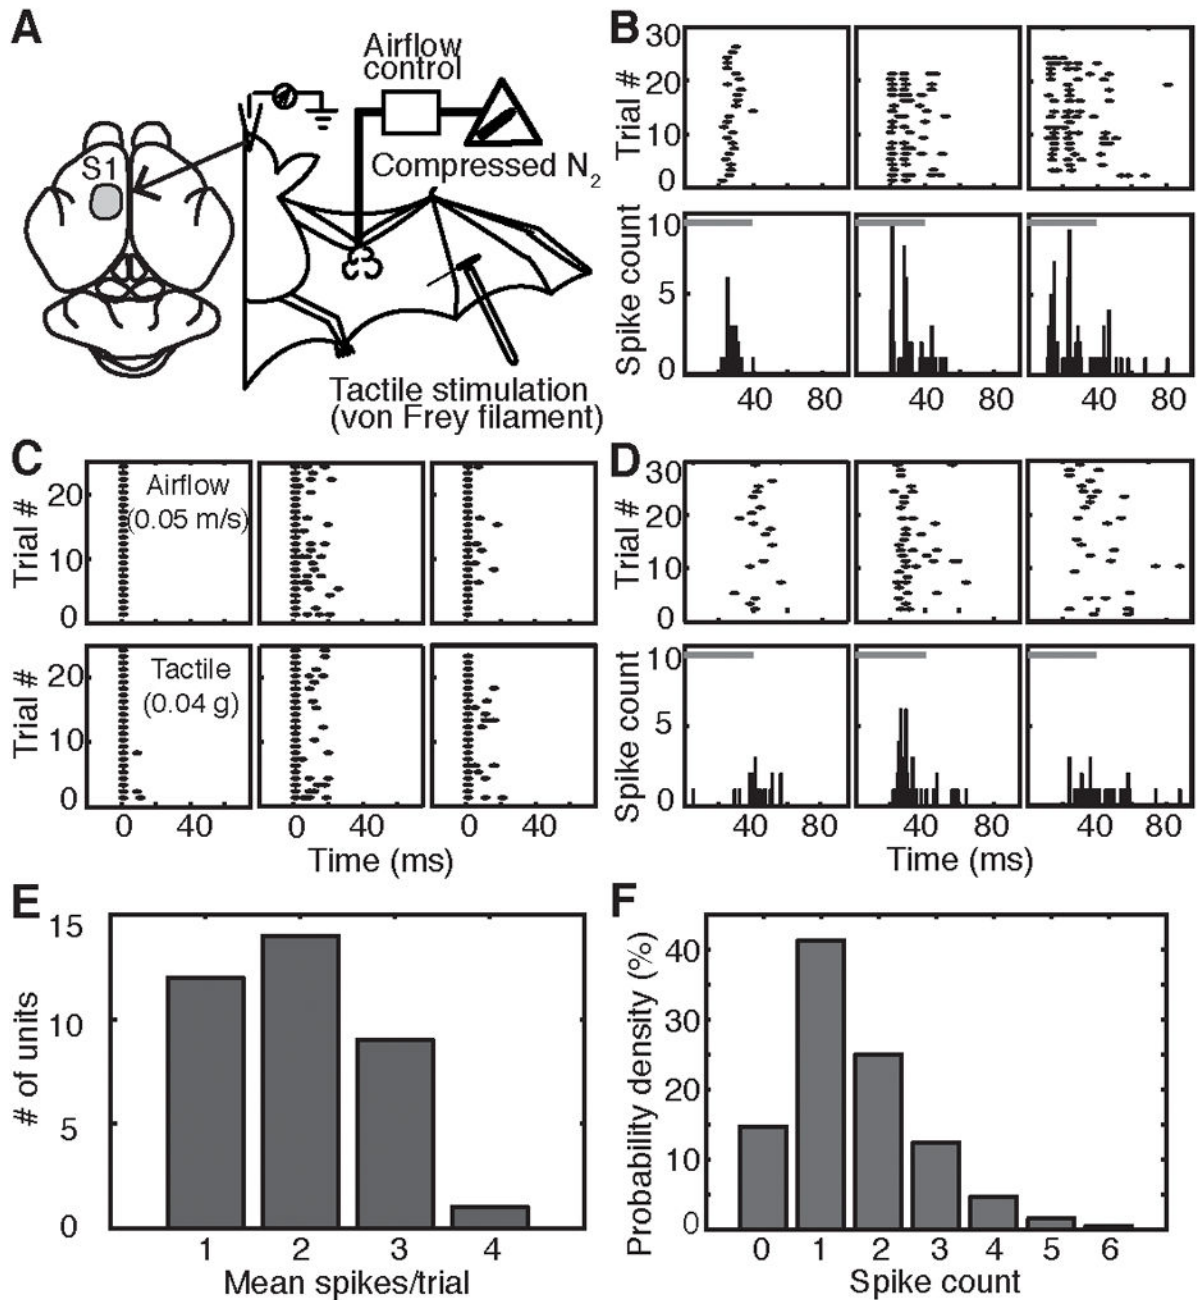 A
Airflow
control
S1
Compressed N2
Tactile stimulation
(von Frey filament)
B
Trial #
30
20
10
0
Spike count
10
5
0
40 80 40 80 40 80
C
Trial #
20
10
0
Airflow
(0.05 m/s)
Trial #
20
10
0
Tactile
(0.04 g)
0 40 0 40 0 40
Time (ms)
D
Trial #
30
20
10
0
Spike count
10
5
0
40 80 40 80 40 80
Time (ms)
E
# of units
15
10
5
0
1 2 3 4
Mean spikes/trial
F
Probability density (%)
40
30
20
10
0
0 1 2 3 4 5 6
Spike count